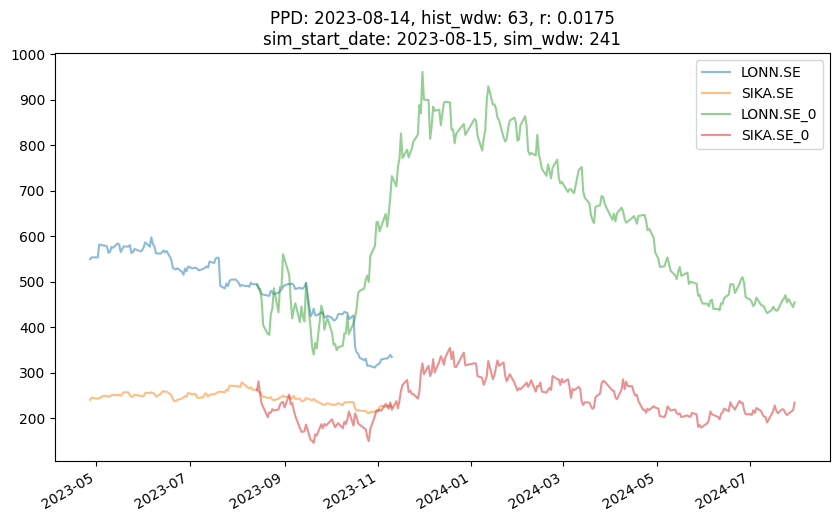 PPD: 2023-08-14, hist_wdw: 63, r: 0.0175
sim_start_date: 2023-08-15, sim_wdw: 241
1000
900
800
700
600
500
400
300
200
LONN.SE
SIKA.SE
LONN.SE_0
SIKA.SE_0
2023-05
2023-07
2023-09
2023-11
2024-01
2024-03
2024-05
2024-07